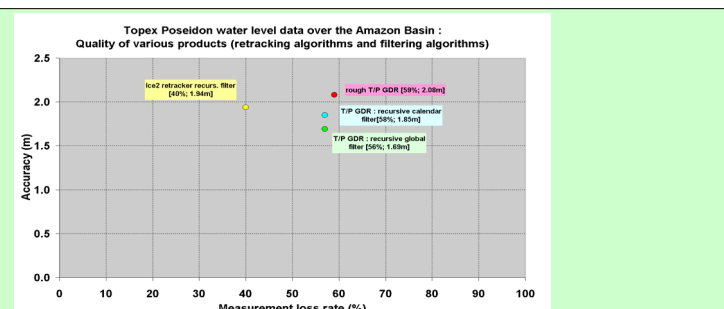 Topex Poseidon water level data over the Amazon Basin :
Quality of various products (retracking algorithms and filtering algorithms)
2.5
2.0
1.5
1.0
0.5
0.0
Accuracy (m)
Ice2 retracker recurs. filter
[40%; 1.94m]
rough T/P GDR [59%; 2.08m]
T/P GDR : recursive calendar
filter[58%; 1.85m]
T/P GDR : recursive global
filter [56%; 1.69m]
0 10 20 30 40 50 60 70 80 90 100
Measurement loss rate (%)